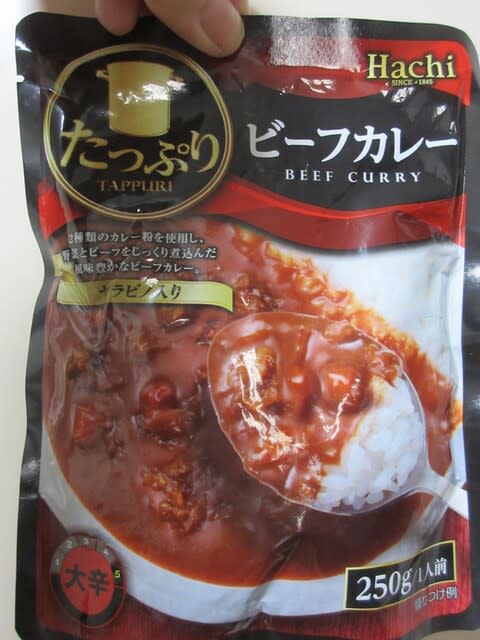 Hachi
SINCE 1845
たっぷり
TAPPURI
ビーフカレー
BEEF CURRY
2種類のカレー粉を使用し、
野菜とビーフをじっくり煮込んだ
風味豊かなビーフカレー。
ハラピノ入り
大辛
5
250g/1人前
盛りつけ例